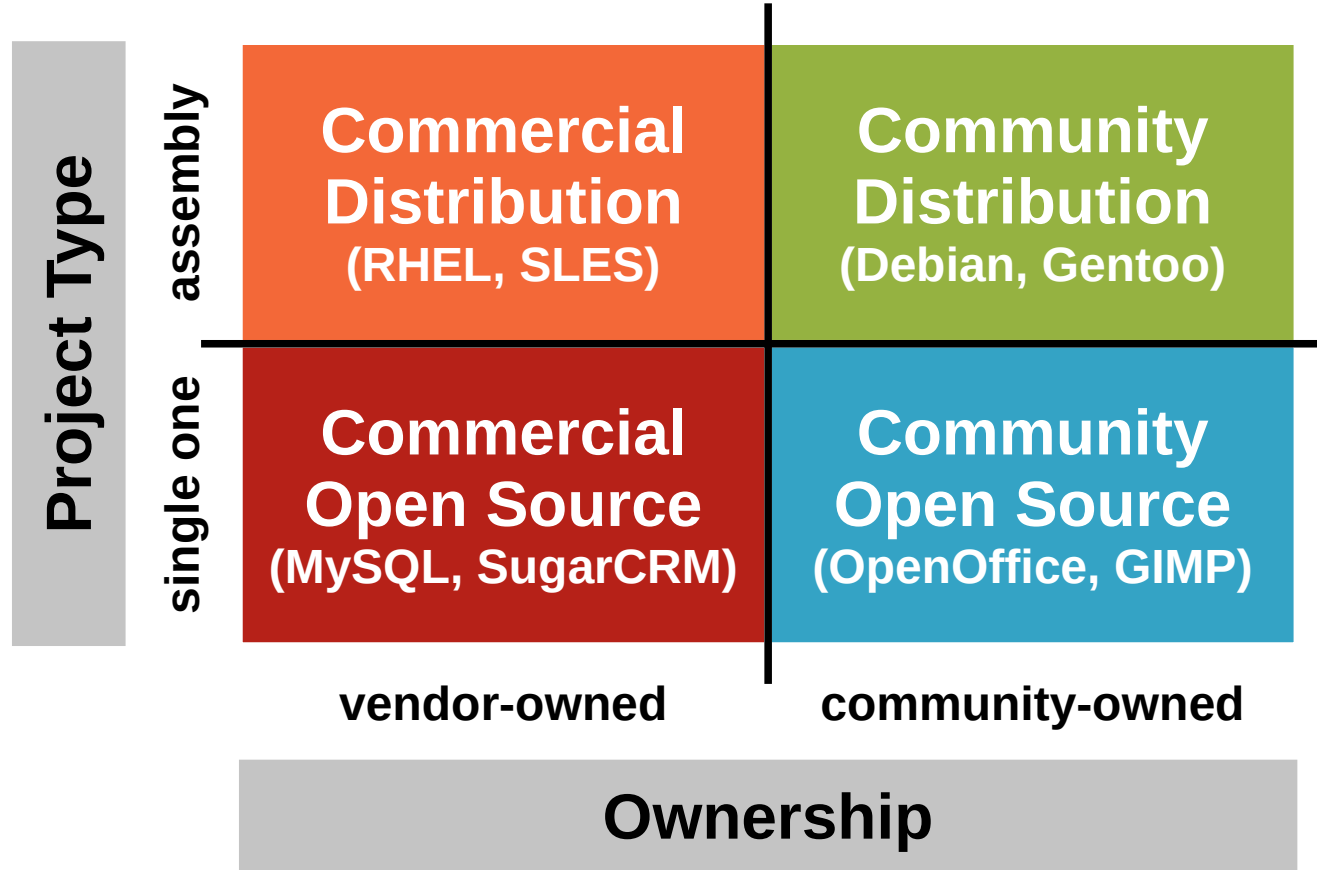 Project Type
assembly
Commercial
Distribution
(RHEL, SLES)
Community
Distribution
(Debian, Gentoo)
single one
Commercial
Open Source
(MySQL, SugarCRM)
Community
Open Source
(OpenOffice, GIMP)
vendor-owned
community-owned
Ownership